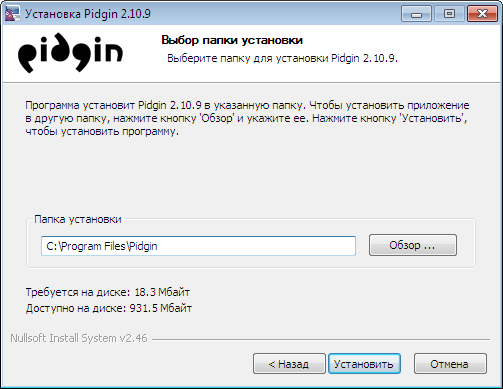 Установка Pidgin 2.10.9
pidgin
Выбор папки установки
Выберите папку для установки Pidgin 2.10.9.
Программа установит Pidgin 2.10.9 в указанную папку. Чтобы установить приложение
в другую папку, нажмите кнопку 'Обзор' и укажите ее. Нажмите кнопку 'Установить',
чтобы установить программу.
Папка установки
C:\Program Files\Pidgin
Обзор ...
Требуется на диске: 18.3 Мбайт
Доступно на диске: 931.5 Мбайт
Nullsoft Install System v2.46
< Назад
Установить
Отмена